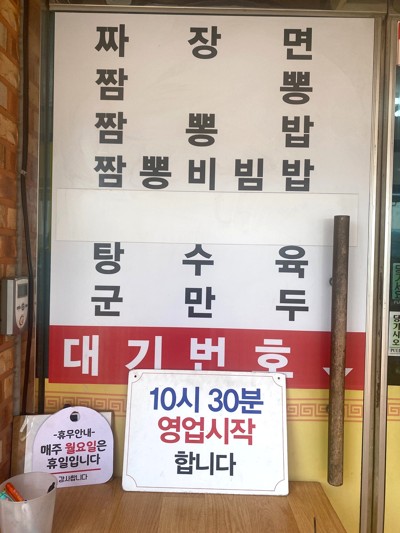 짜장면
짬뽕
짬뽕밥
짬뽕비빔밥
탕수육
군만두
대기번호
10시 30분
영업시작
합니다
-휴무안내-
매주 월요일은
휴일입니다
감사합니다